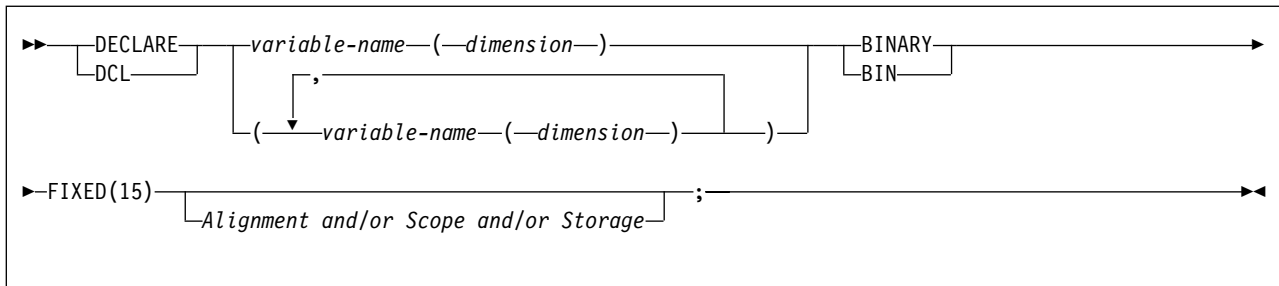 DECLARE variable-name ( dimension ) BINARY
DCL , BIN
( variable-name ( dimension ) )
FIXED(15) ;
Alignment and/or Scope and/or Storage